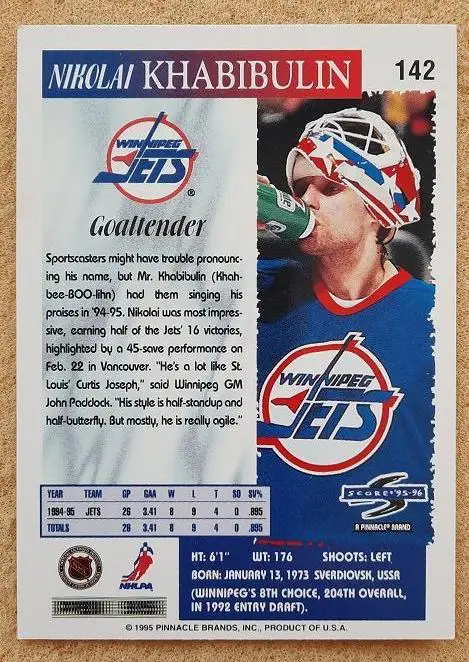 NIKOLAI KHABIBULIN 142
WINNIPEG
JETS
®
Goaltender
Sportscasters might have trouble pronounc-
ing his name, but Mr. Khabibulin (Khah-
bee-BOO-lihn) had them singing his
praises in '94-95. Nikolai was most impres-
sive, earning half of the Jets' 16 victories,
highlighted by a 45-save performance on
Feb. 22 in Vancouver. "He's a lot like St.
Louis' Curtis Joseph," said Winnipeg GM
John Paddock. "His style is half-standup and
half-butterfly. But mostly, he is really agile."
WINNIPEG
JETS
SCORE '95-96
A PINNACLE BRAND
YEAR TEAM GP GAA W L T SO SV%
1994-95 JETS 26 3.41 8 9 4 0 .895
TOTALS 26 3.41 8 9 4 0 .895
HT: 6'1" WT: 176 SHOOTS: LEFT
BORN: JANUARY 13, 1973 SVERDLOVSK, USSR
(WINNIPEG'S 8TH CHOICE, 204TH OVERALL,
IN 1992 ENTRY DRAFT).
NHL
NHLPA
© 1995 PINNACLE BRANDS, INC., PRODUCT OF U.S.A.